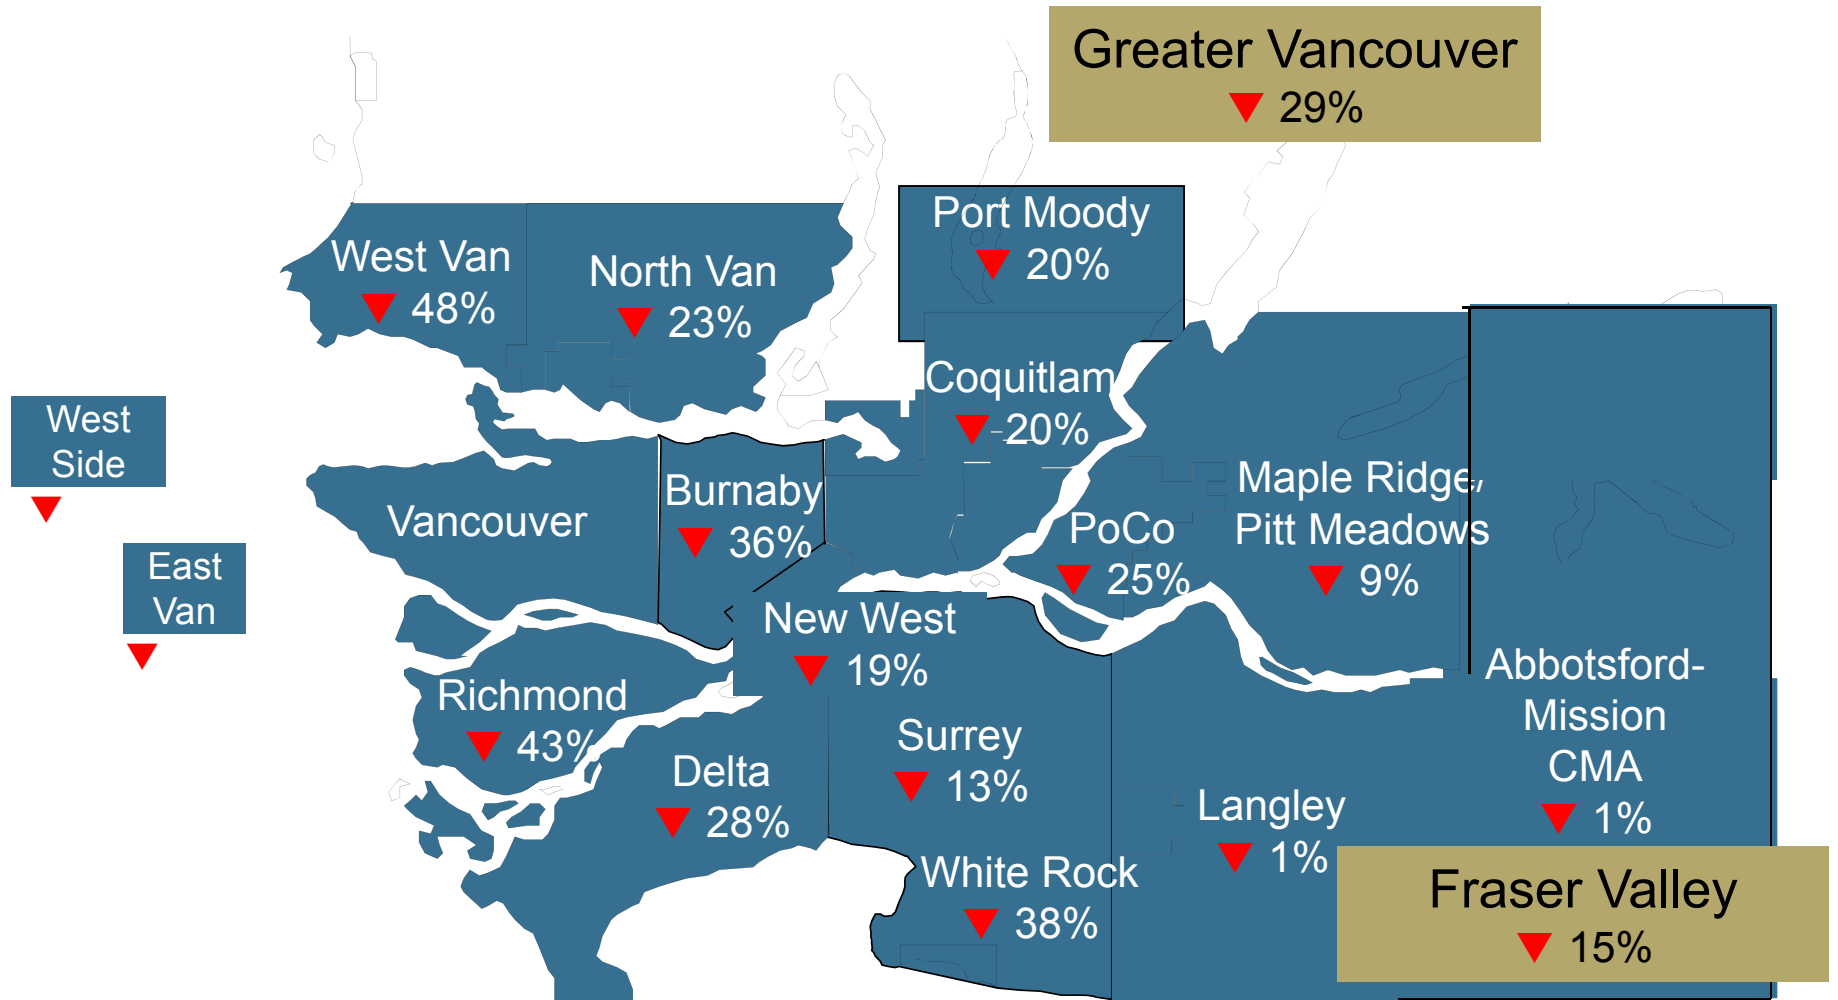 Greater Vancouver
▼ 29%
Port Moody
▼ 20%
West Van
▼ 48%
North Van
▼ 23%
Coquitlam
▼ 20%
West
Side
▼
Burnaby
▼ 36%
Vancouver
Maple Ridge/
Pitt Meadows
▼ 9%
PoCo
▼ 25%
East
Van
▼
New West
▼ 19%
Richmond
▼ 43%
Abbotsford-
Mission
CMA
▼ 1%
Surrey
▼ 13%
Delta
▼ 28%
Langley
▼ 1%
White Rock
▼ 38%
Fraser Valley
▼ 15%